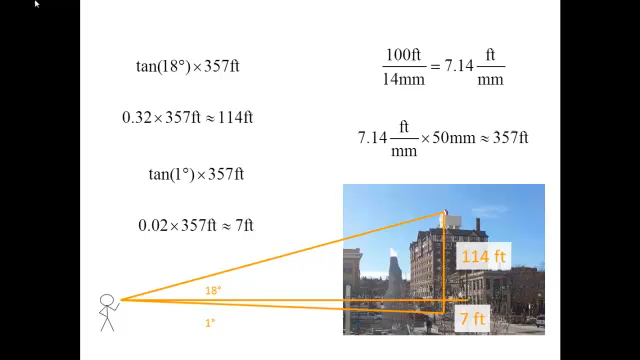 tan(18°) × 357ft
0.32 × 357ft ≈ 114ft
tan(1°) × 357ft
0.02 × 357ft ≈ 7ft
100ft/14mm = 7.14 ft/mm
7.14 ft/mm × 50mm ≈ 357ft
114 ft
18°
7 ft
1°